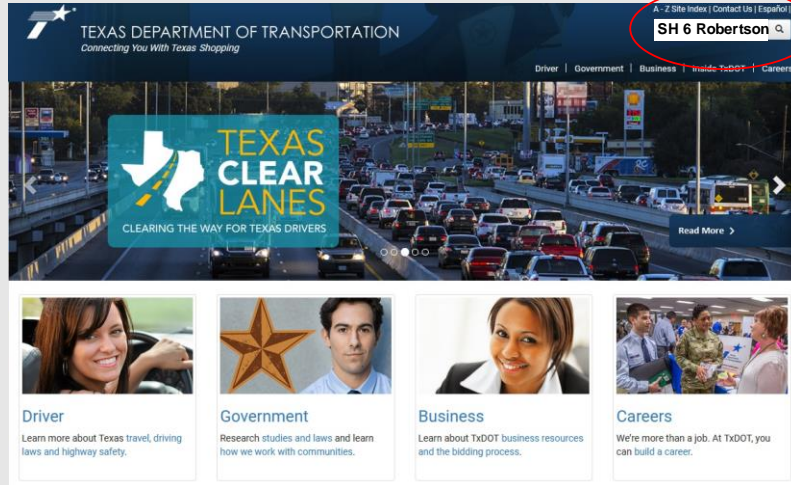 A - Z Site Index | Contact Us | Español |
TEXAS DEPARTMENT OF TRANSPORTATION
Connecting You With Texas Shopping
SH 6 Robertson
Driver | Government | Business | Inside TxDOT | Careers
TEXAS
CLEAR
LANES
CLEARING THE WAY FOR TEXAS DRIVERS
Read More >
Driver
Learn more about Texas travel, driving
laws and highway safety.
Government
Research studies and laws and learn
how we work with communities.
Business
Learn about TxDOT business resources
and the bidding process.
Careers
We're more than a job. At TxDOT, you
can build a career.